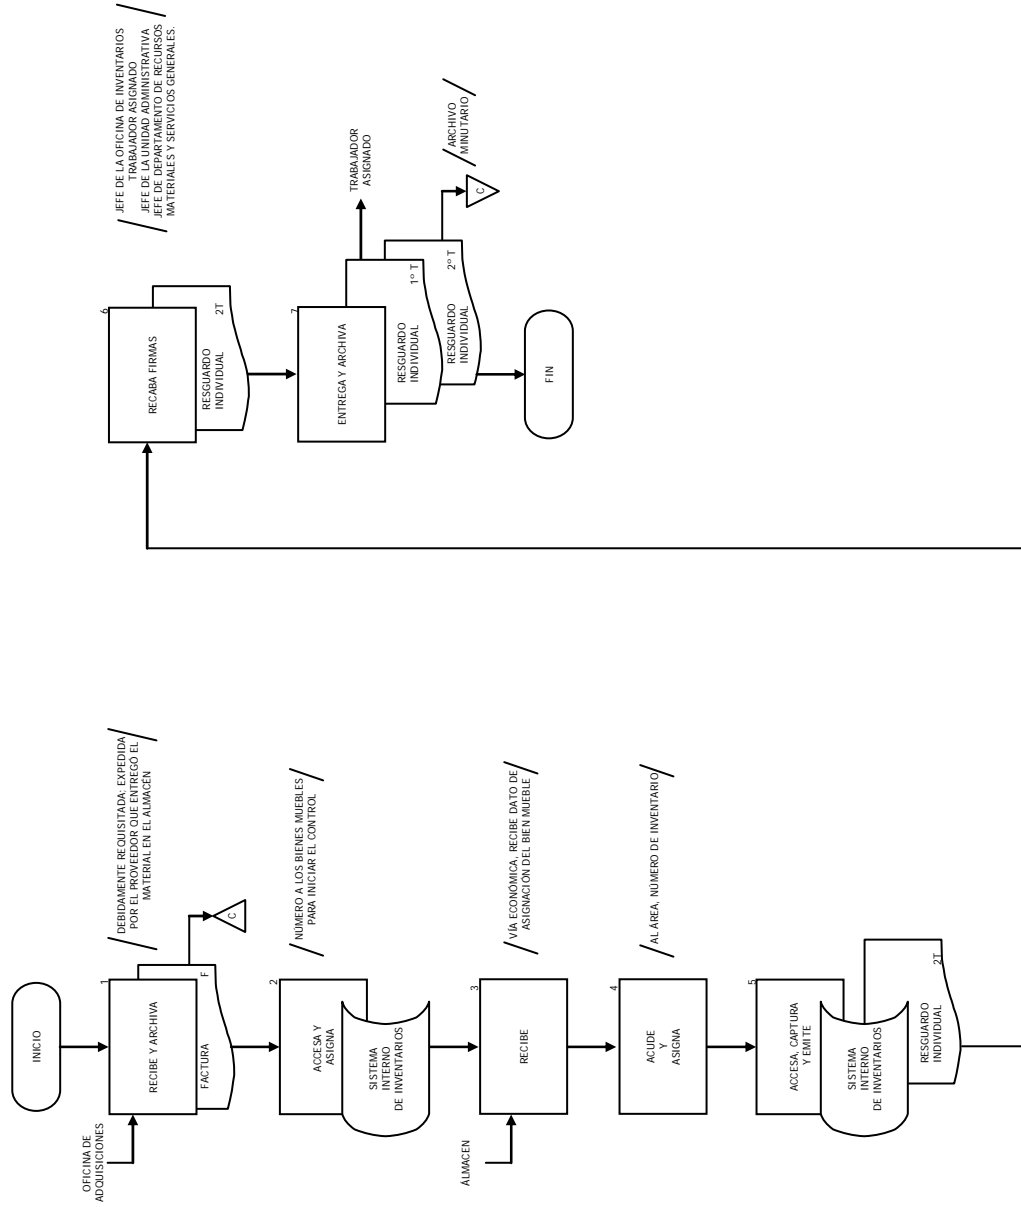 INICIO
OFICINA DE
ADQUISICIONES
1
RECIBE Y ARCHIVA
FACTURA
F
C
DEBIDAMENTE REQUISITADA; EXPEDIDA
POR EL PROVEEDOR QUE ENTREGÓ EL
MATERIAL EN EL ALMACÉN
2
ACCESA Y
ASIGNA
SISTEMA
INTERNO
DE INVENTARIOS
NÚMERO A LOS BIENES MUEBLES
PARA INICIAR EL CONTROL
ALMACEN
3
RECIBE
VÍA ECONÓMICA, RECIBE DATO DE
ASIGNACIÓN DEL BIEN MUEBLE
4
ACUDE
Y
ASIGNA
AL ÁREA, NÚMERO DE INVENTARIO
5
ACCESA, CAPTURA
Y EMITE
SISTEMA
INTERNO
DE INVENTARIOS
RESGUARDO
INDIVIDUAL
2T
6
RECABA FIRMAS
RESGUARDO
INDIVIDUAL
2T
JEFE DE LA OFICINA DE INVENTARIOS
TRABAJADOR ASIGNADO
JEFE DE LA UNIDAD ADMINISTRATIVA
JEFE DE DEPARTAMENTO DE RECURSOS
MATERIALES Y SERVICIOS GENERALES.
7
ENTREGA Y ARCHIVA
RESGUARDO
INDIVIDUAL
1º T
TRABAJADOR
ASIGNADO
RESGUARDO
INDIVIDUAL
2º T
C
ARCHIVO
MINUTARIO
FIN